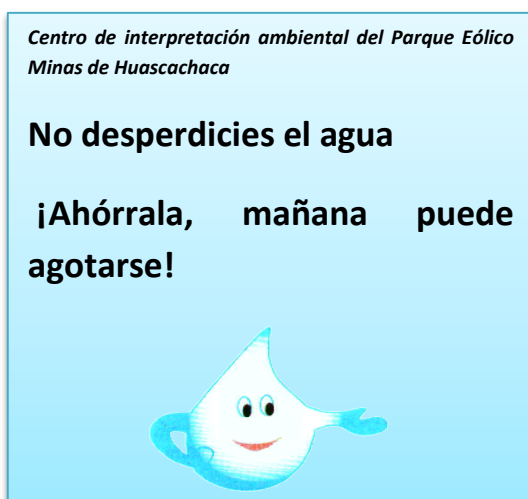 Centro de interpretación ambiental del Parque Eólico
Minas de Huascachaca
No desperdicies el agua
¡Ahórrala, mañana puede
agotarse!